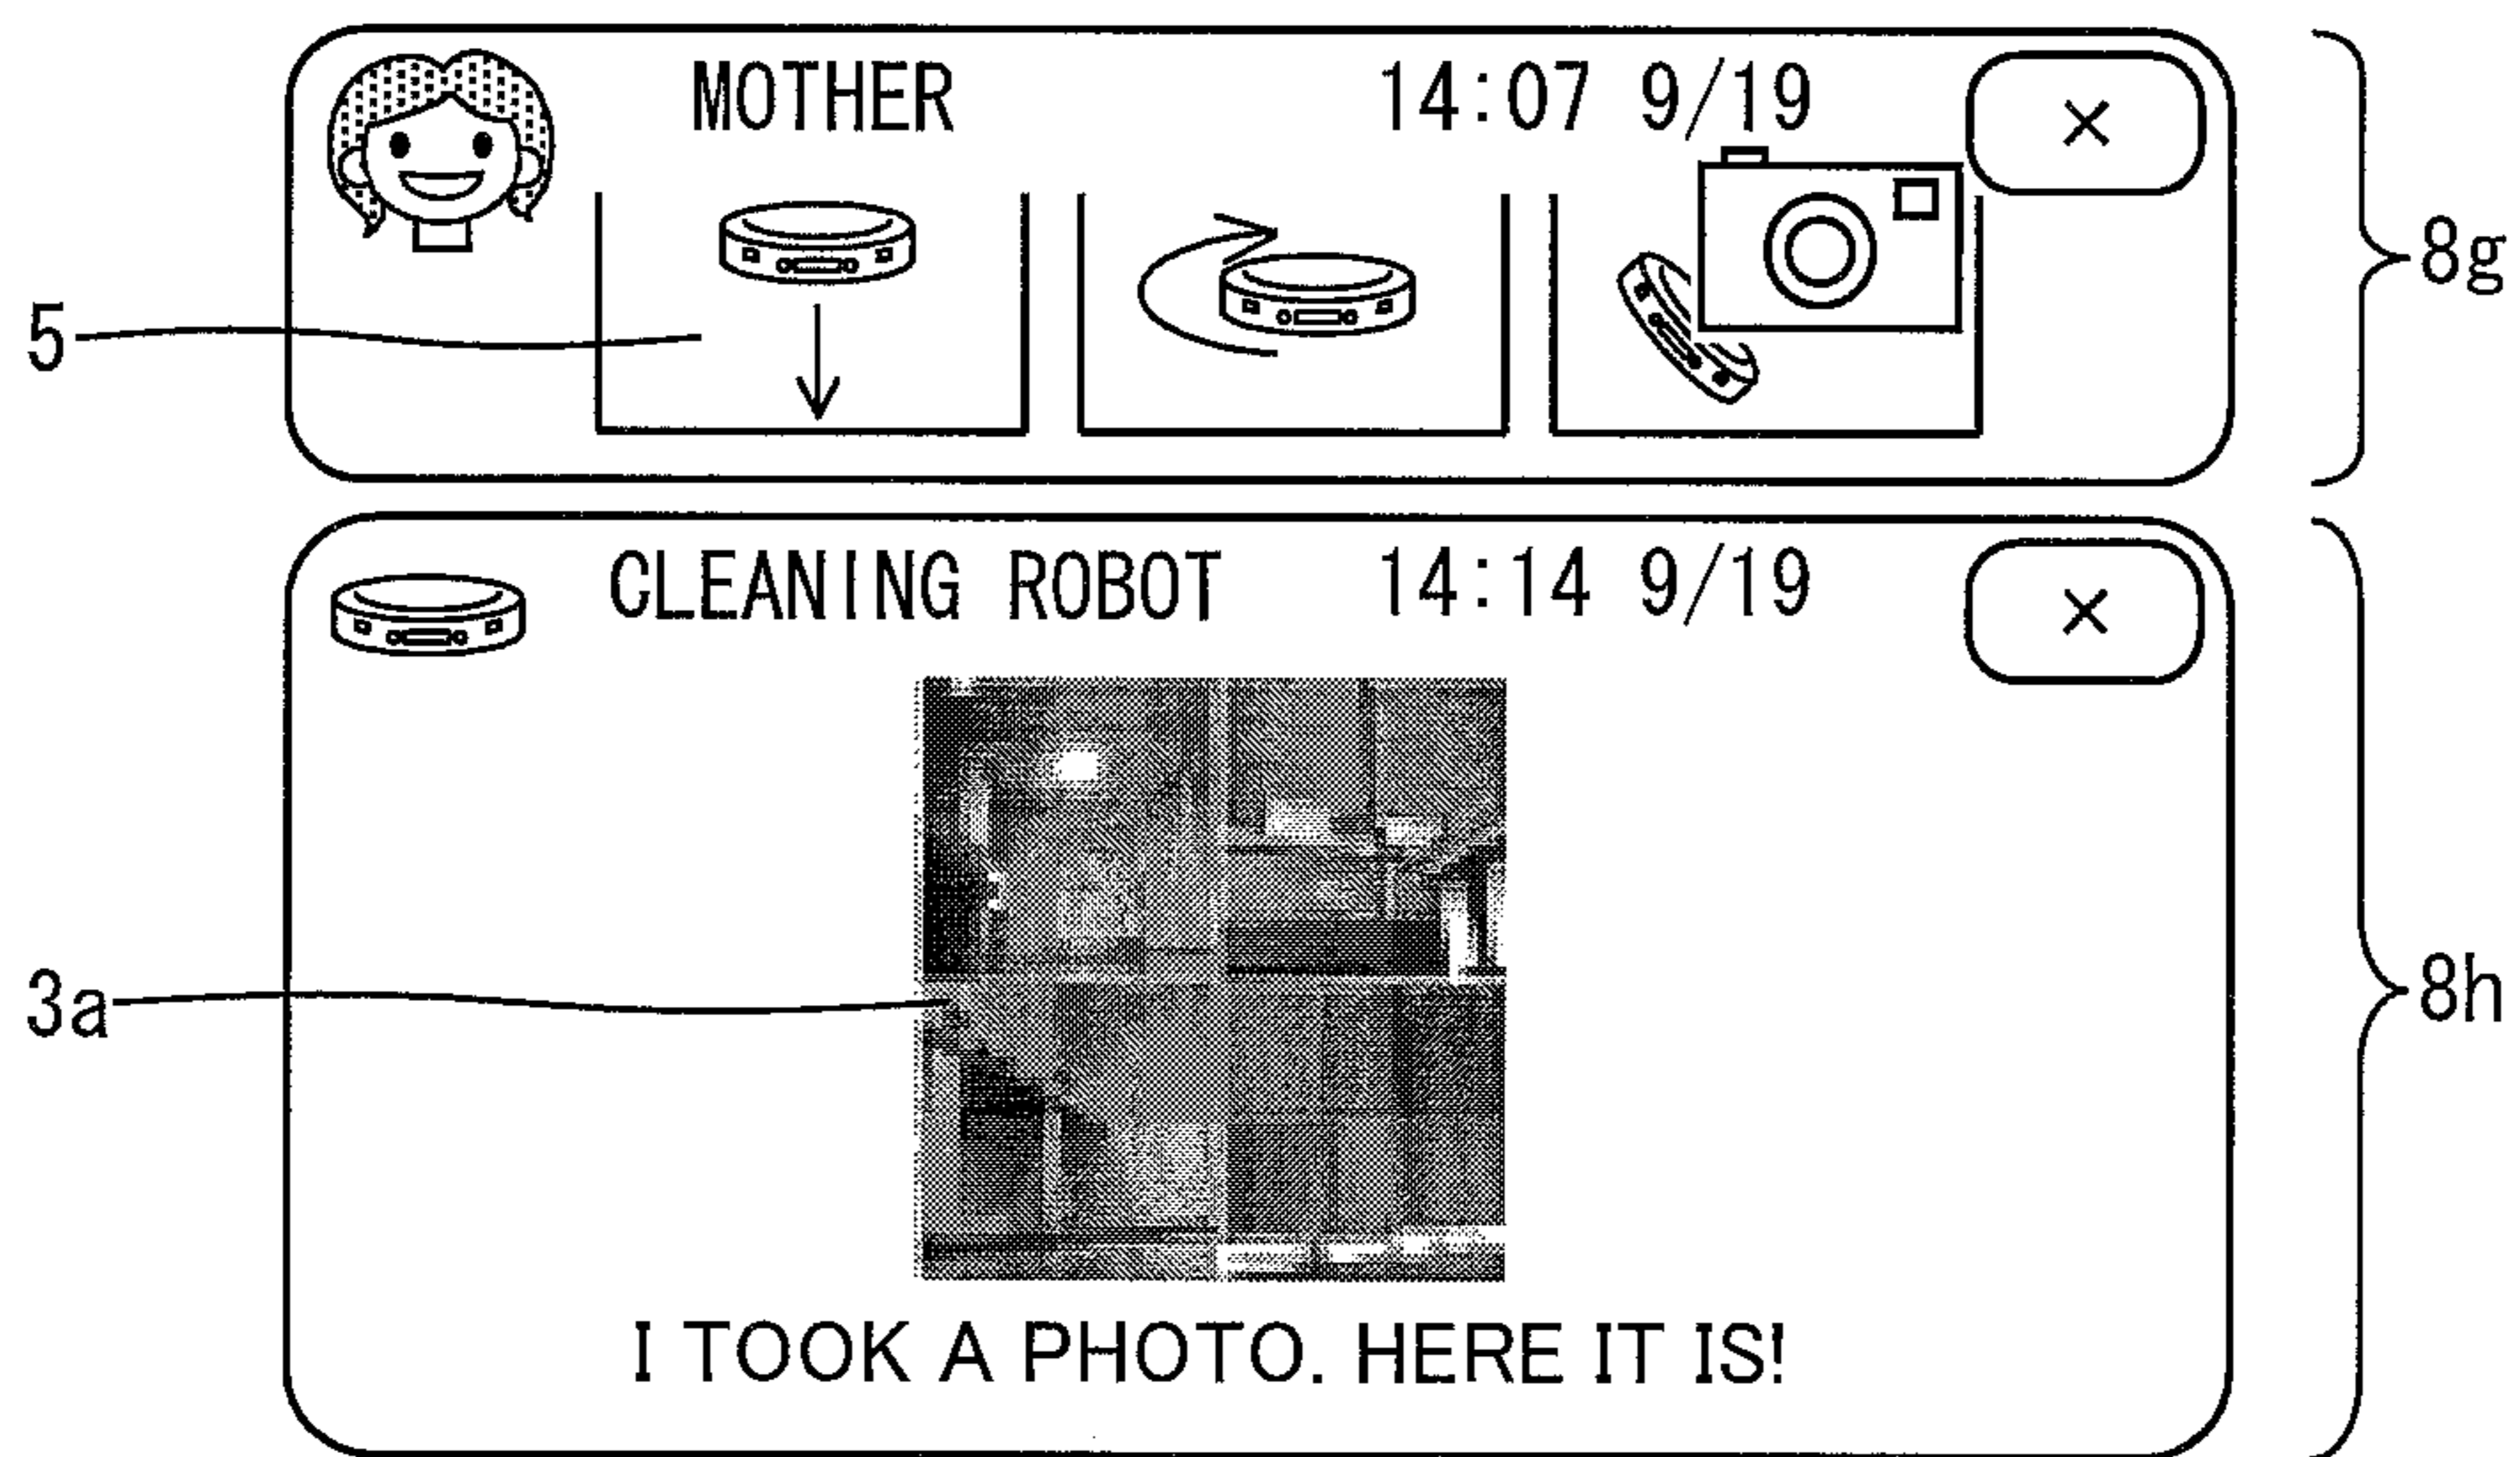 MOTHER 14:07 9/19 ×
8g
5
CLEANING ROBOT 14:14 9/19 ×
3a
8h
I TOOK A PHOTO. HERE IT IS!